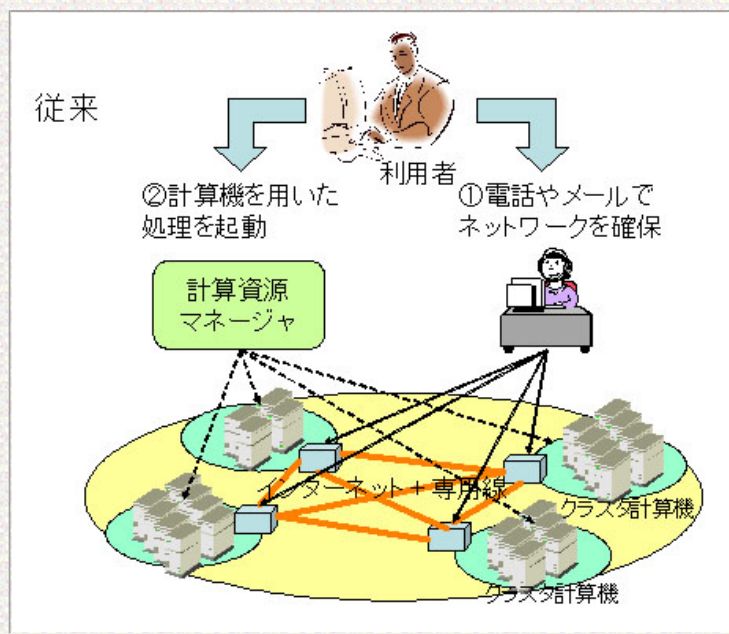 従来
利用者
②計算機を用いた
処理を起動
①電話やメールで
ネットワークを確保
計算資源
マネージャ
インターネット+専用線
クラスタ計算機
クラスタ計算機